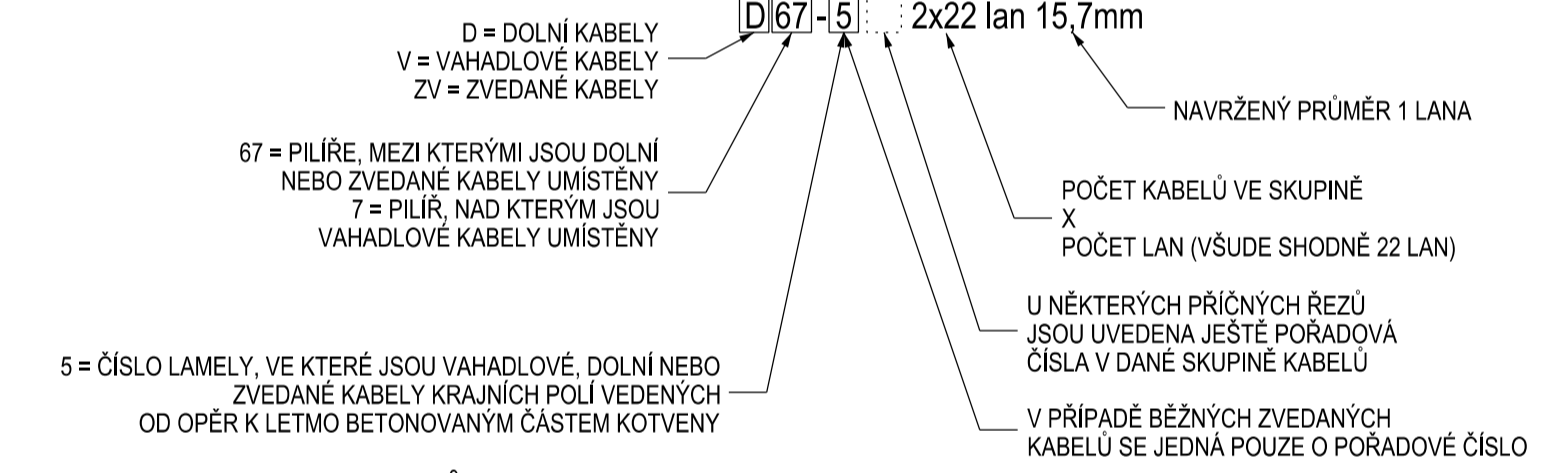 D 67 - 5 2x22 lan 15,7mm
D = DOLNÍ KABELY
V = VAHADLOVÉ KABELY
ZV = ZVEDANÉ KABELY
NAVRŽENÝ PRŮMĚR 1 LANA
67 = PILÍŘE, MEZI KTERÝMI JSOU DOLNÍ
NEBO ZVEDANÉ KABELY UMÍSTĚNY
7 = PILÍŘ, NAD KTERÝM JSOU
VAHADLOVÉ KABELY UMÍSTĚNY
POČET KABELŮ VE SKUPINĚ
X
POČET LAN (VŠUDE SHODNĚ 22 LAN)
U NĚKTERÝCH PŘÍČNÝCH ŘEZŮ
JSOU UVEDENA JEŠTĚ POŘADOVÁ
ČÍSLA V DANÉ SKUPINĚ KABELŮ
5 = ČÍSLO LAMELY, VE KTERÉ JSOU VAHADLOVÉ, DOLNÍ NEBO
ZVEDANÉ KABELY KRAJNÍCH POLÍ VEDENÝCH
OD OPĚR K LETMO BETONOVANÝM ČÁSTEM KOTVENY
V PŘÍPADĚ BĚŽNÝCH ZVEDANÝCH
KABELŮ SE JEDNÁ POUZE O POŘADOVÉ ČÍSLO